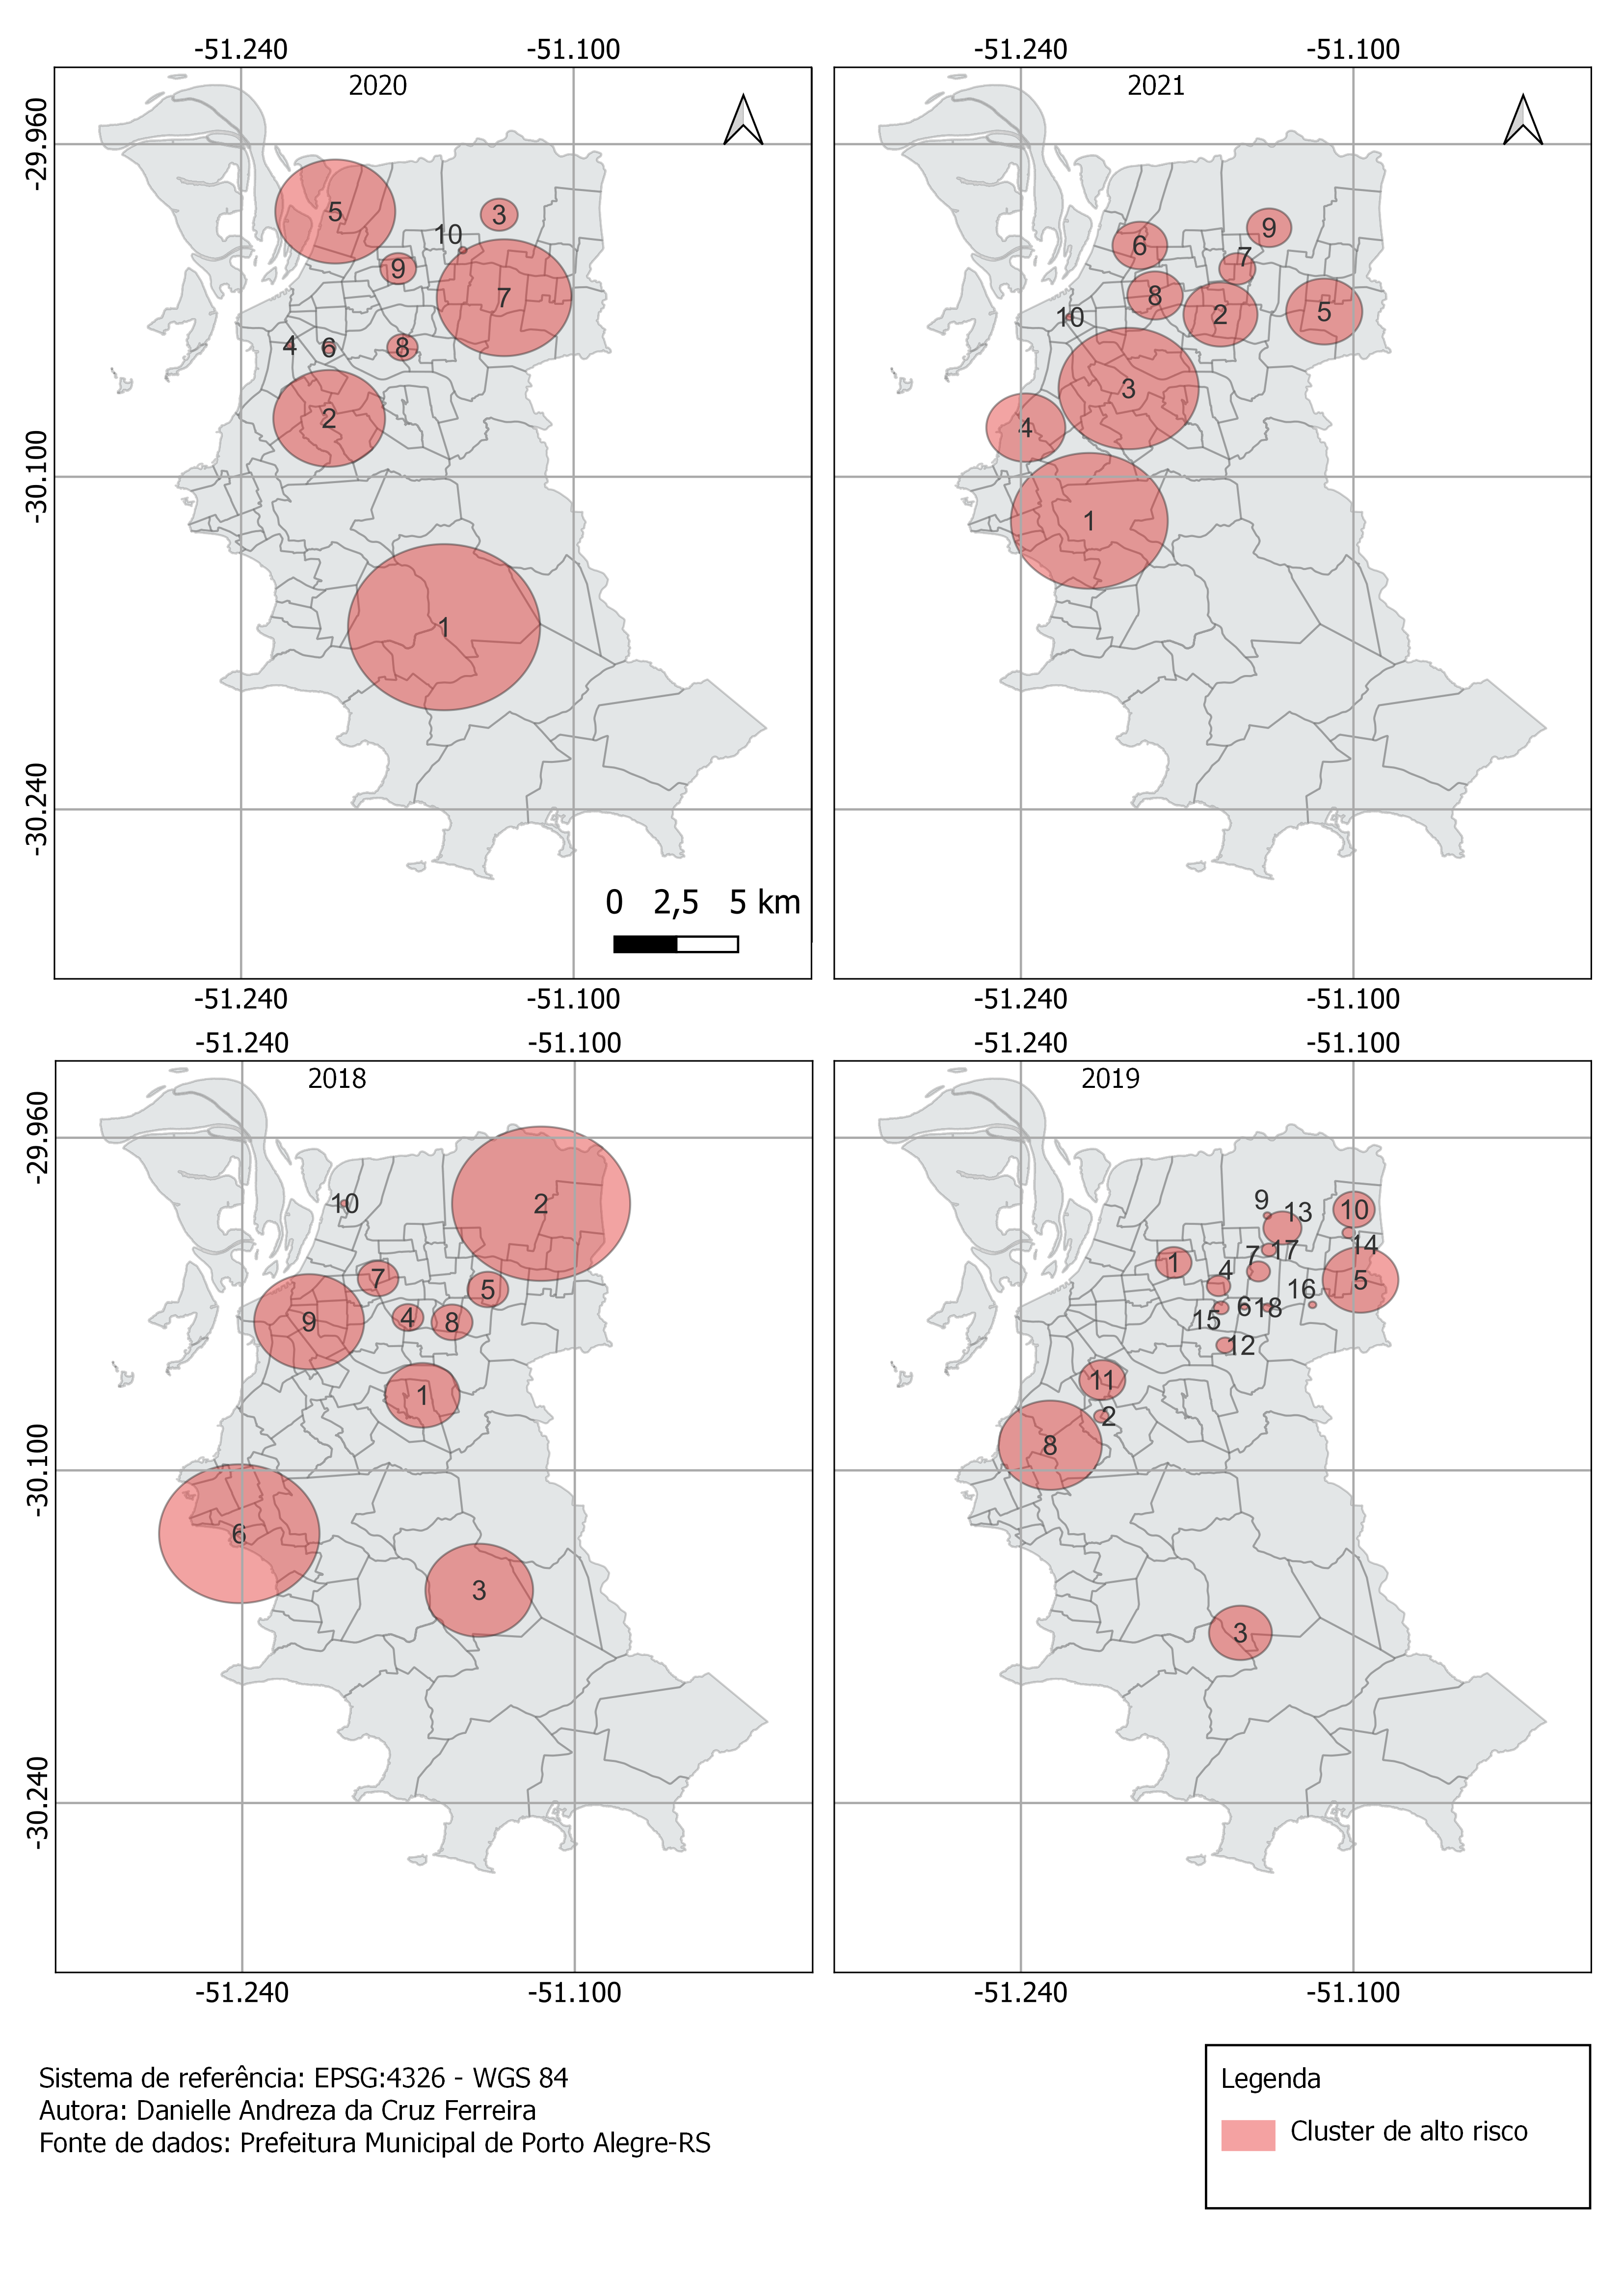 -51.240 -51.100 -51.240 -51.100
2020 2021
-29.960
5 3
10
9
7
4 6 8
2
-30.100
1
-30.240
0 2,5 5 km
9
6
7
8
2 5
10
3
4
1
-51.240 -51.100 -51.240 -51.100
-51.240 -51.100 -51.240 -51.100
2018 2019
-29.960
10 2
7
5
9 4 8
1
-30.100
6
3
-30.240
9 13 10
14
1 7 17
4 5
16
15 6 18
12
11
2
8
3
-51.240 -51.100 -51.240 -51.100
Sistema de referência: EPSG:4326 - WGS 84
Autora: Danielle Andreza da Cruz Ferreira
Fonte de dados: Prefeitura Municipal de Porto Alegre-RS
Legenda
Cluster de alto risco